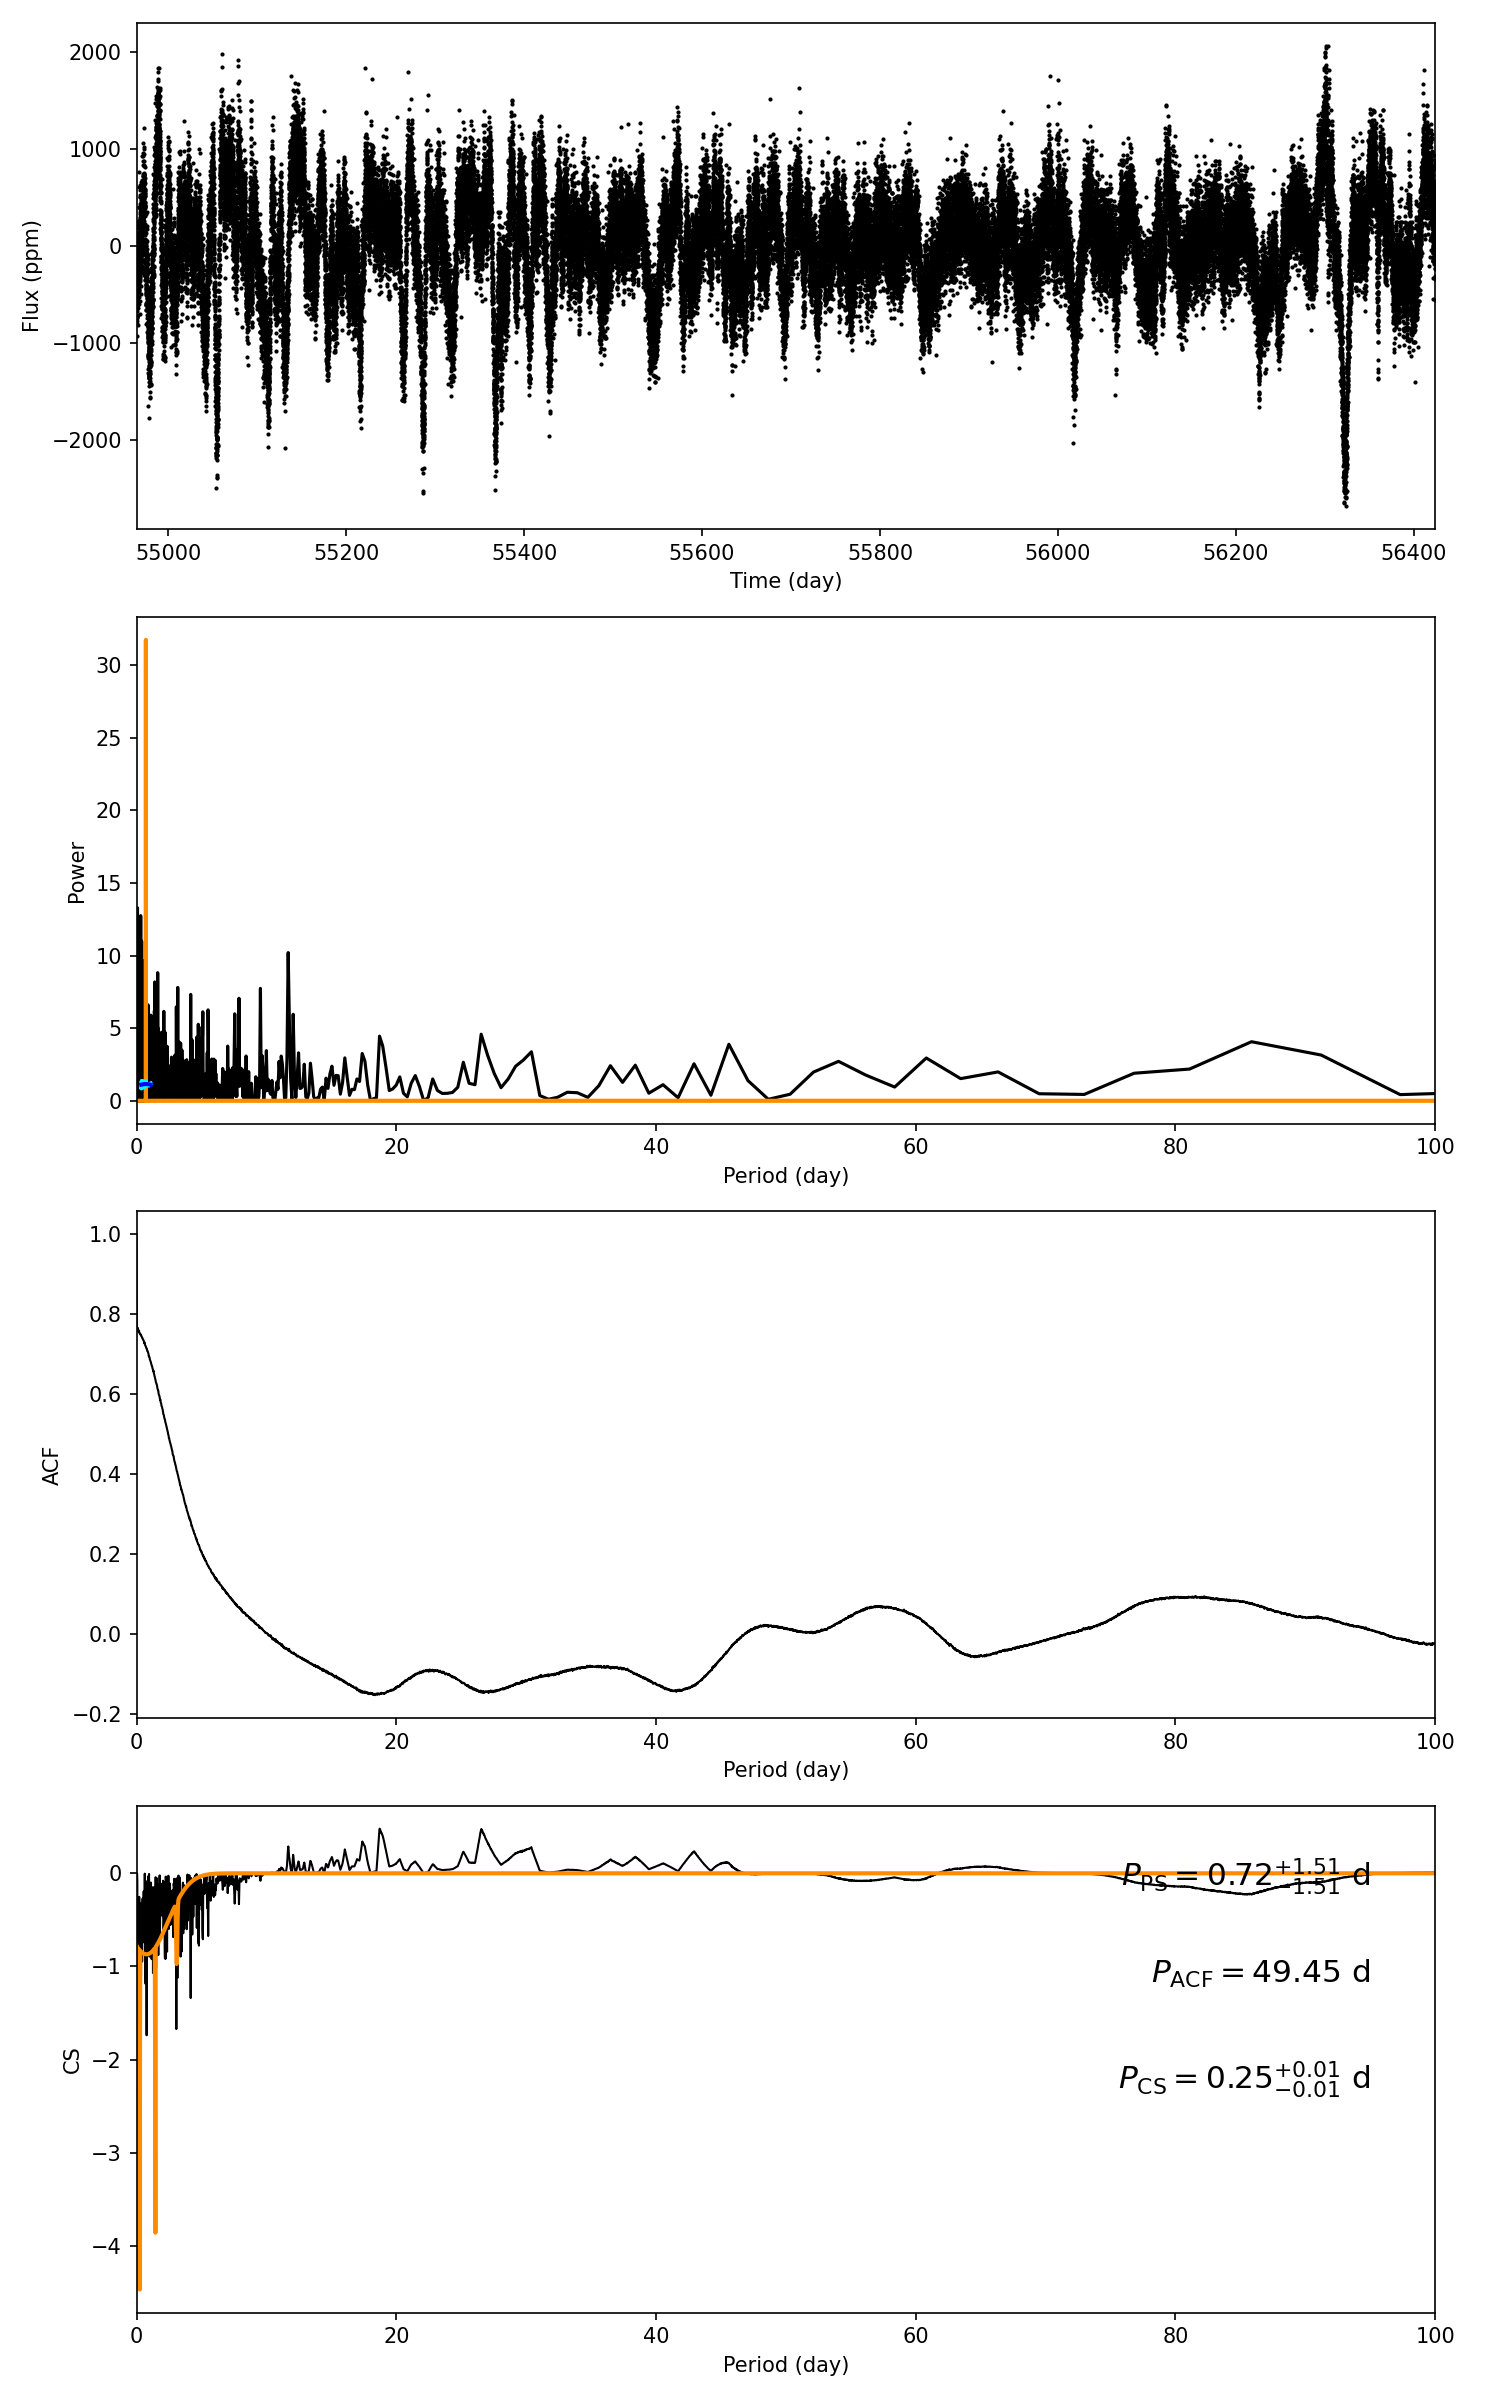 2000
1000
0
−1000
−2000
Flux (ppm)
55000 55200 55400 55600 55800 56000 56200 56400
Time (day)
30
25
20
15
10
5
0
Power
0 20 40 60 80 100
Period (day)
1.0
0.8
0.6
0.4
0.2
0.0
−0.2
ACF
0 20 40 60 80 100
Period (day)
0
−1
−2
−3
−4
CS
P_PS = 0.72^{+1.51}_{−1.51} d
P_ACF = 49.45 d
P_CS = 0.25^{+0.01}_{−0.01} d
0 20 40 60 80 100
Period (day)